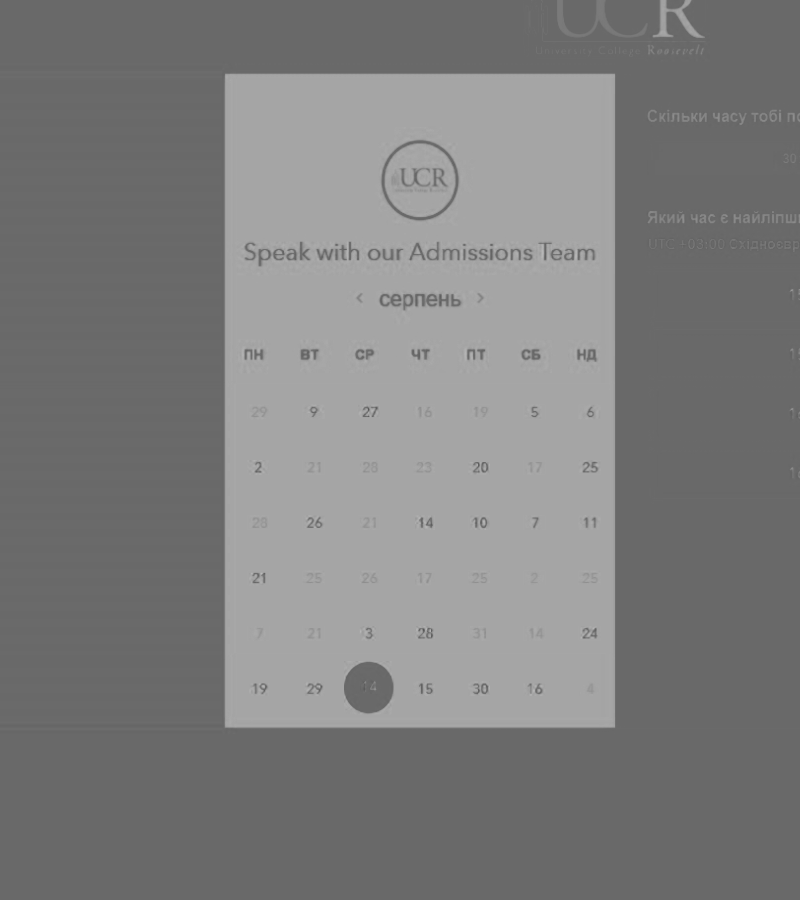 UCR
University College Roosevelt
UCR
Speak with our Admissions Team
‹ серпень ›
ПН ВТ СР ЧТ ПТ СБ НД
29 9 27 16 19 5 6
2 21 28 23 20 17 25
28 26 21 14 10 7 11
21 25 26 17 25 2 25
7 21 3 28 31 14 24
19 29 14 15 30 16 4
Скільки часу тобі
30
Який час є
UTC +03:00